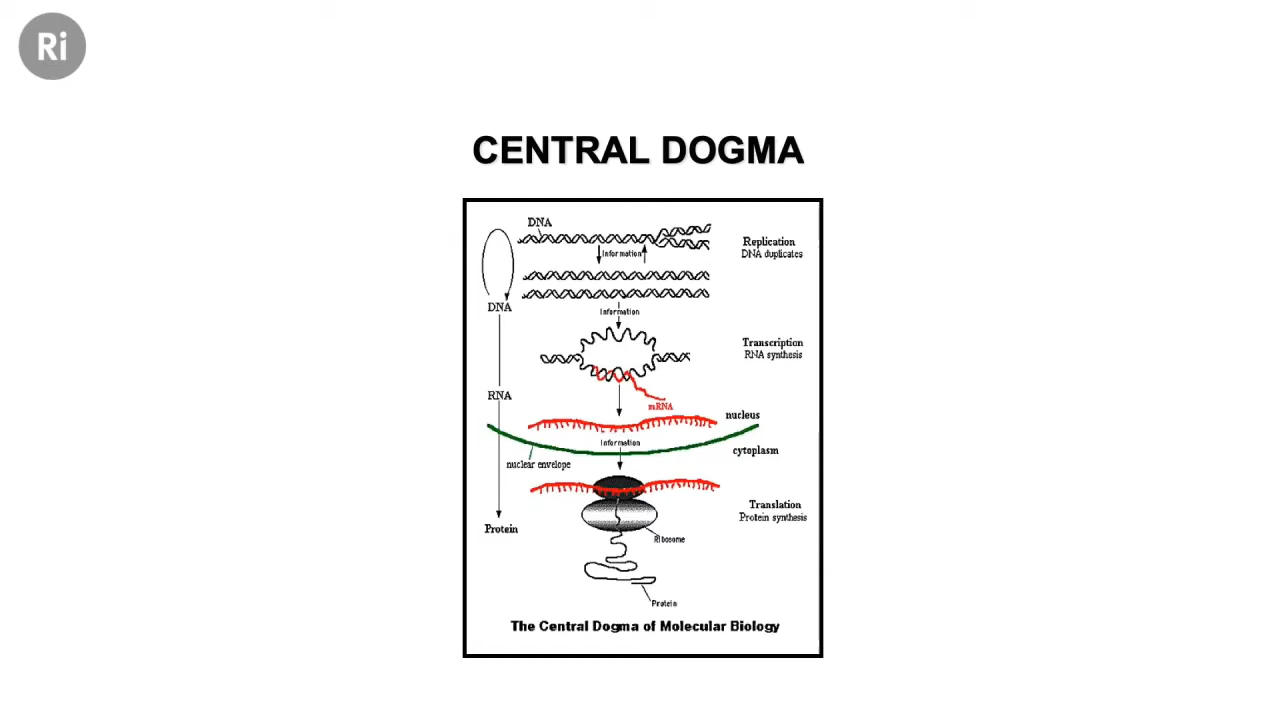 Ri
CENTRAL DOGMA
DNA
Replication
DNA duplicates
Information
DNA
Information
Transcription
RNA synthesis
RNA
mRNA
nucleus
Information
cytoplasm
nuclear envelope
Translation
Protein synthesis
Protein
Ribosome
Protein
The Central Dogma of Molecular Biology